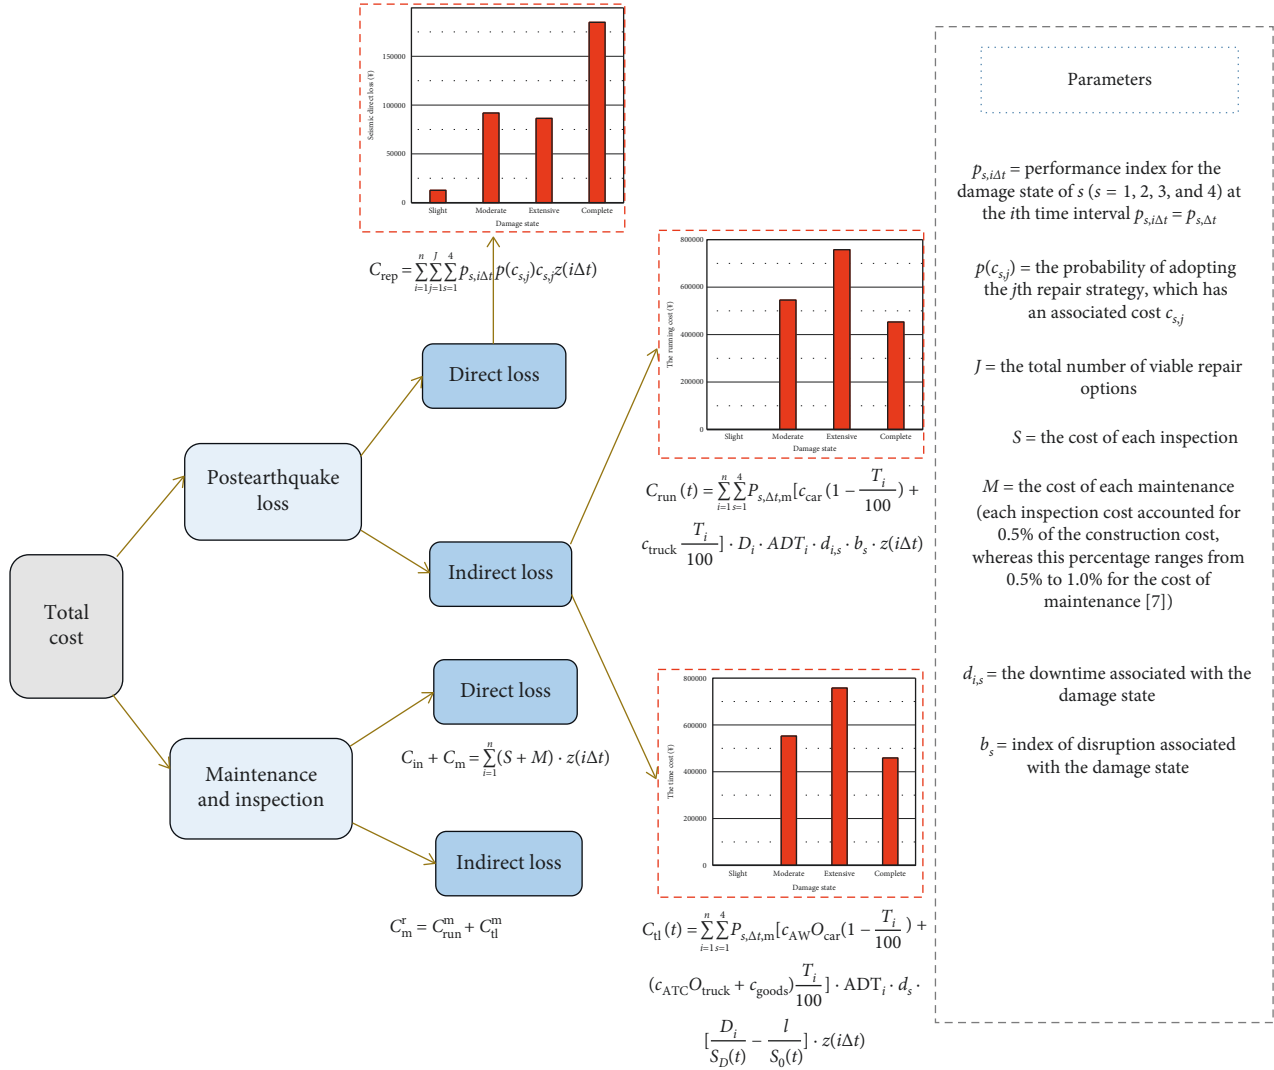 Seismic direct loss (¥)
150000
100000
50000
0
Slight Moderate Extensive Complete
Damage state
C_rep = ∑_{i=1}^{n} ∑_{j=1}^{J} ∑_{s=1}^{4} p_{s,iΔt} p(c_{s,j})c_{s,j}z(iΔt)
Direct loss
Postearthquake
loss
Indirect loss
Total
cost
Direct loss
C_in + C_m = ∑_{i=1}^{n} (S + M) · z(iΔt)
Maintenance
and inspection
Indirect loss
C_m^r = C_run^m + C_tl^m
The running cost (¥)
800000
600000
400000
200000
0
Slight Moderate Extensive Complete
Damage state
C_run (t) = ∑_{i=1}^{n} ∑_{s=1}^{4} P_{s,Δt,m}[c_car (1 − T_i/100) +
c_truck T_i/100] · D_i · ADT_i · d_{i,s} · b_s · z(iΔt)
The time cost (¥)
800000
600000
400000
200000
0
Slight Moderate Extensive Complete
Damage state
C_tl (t) = ∑_{i=1}^{n} ∑_{s=1}^{4} P_{s,Δt,m}[c_AW O_car(1 − T_i/100) +
(c_ATC O_truck + c_goods) T_i/100] · ADT_i · d_s ·
[D_i/S_D(t) − l/S_0(t)] · z(iΔt)
Parameters
p_{s,iΔt} = performance index for the
damage state of s (s = 1, 2, 3, and 4) at
the ith time interval p_{s,iΔt} = p_{s,Δt}
p(c_{s,j}) = the probability of adopting
the jth repair strategy, which has
an associated cost c_{s,j}
J = the total number of viable repair
options
S = the cost of each inspection
M = the cost of each maintenance
(each inspection cost accounted for
0.5% of the construction cost,
whereas this percentage ranges from
0.5% to 1.0% for the cost of
maintenance [7])
d_{i,s} = the downtime associated with the
damage state
b_s = index of disruption associated
with the damage state